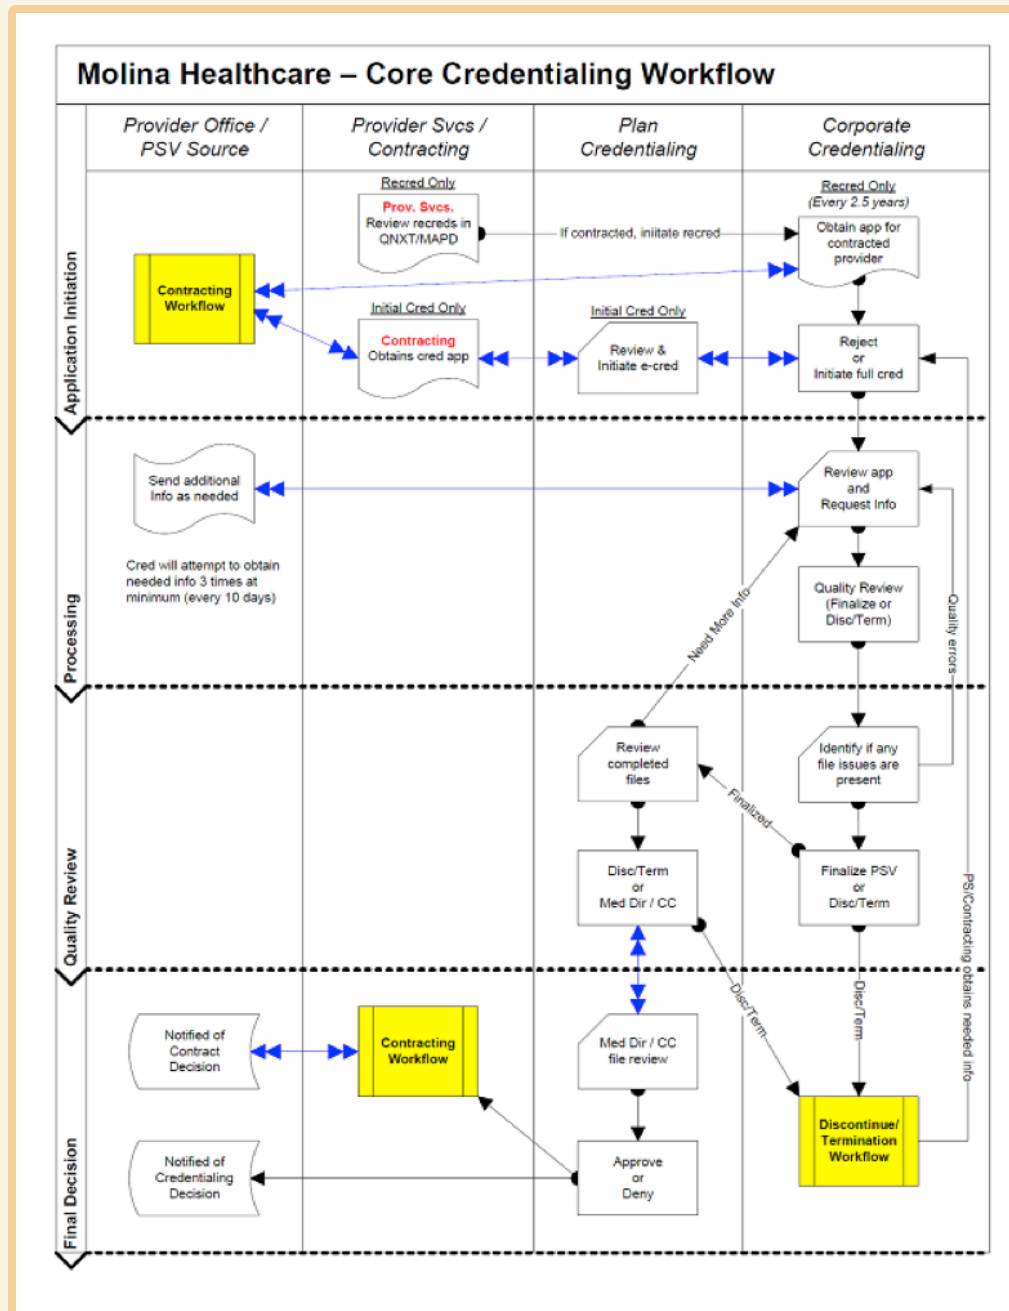 Molina Healthcare – Core Credentialing Workflow
Provider Office /
PSV Source
Provider Svcs /
Contracting
Plan
Credentialing
Corporate
Credentialing
Application Initiation
Recred Only
Prov. Svcs.
Review recreds in
QNXT/MAPD
If contracted, iniitate recred
Recred Only
(Every 2.5 years)
Obtain app for
contracted
provider
Contracting
Workflow
Initial Cred Only
Contracting
Obtains cred app
Initial Cred Only
Review &
Initiate e-cred
Reject
or
Initiate full cred
Processing
Send additional
Info as needed
Cred will attempt to obtain
needed info 3 times at
minimum (every 10 days)
Review app
and
Request Info
Quality Review
(Finalize or
Disc/Term)
Need More Info
Quality errors
Quality Review
Review
completed
files
Identify if any
file issues are
present
Finalized
Disc/Term
or
Med Dir / CC
Finalize PSV
or
Disc/Term
PS/Contracting obtains needed info
Final Decision
Disc/Term
Disc/Term
Notified of
Contract
Decision
Contracting
Workflow
Med Dir / CC
file review
Discontinue/
Termination
Workflow
Notified of
Credentialing
Decision
Approve
or
Deny